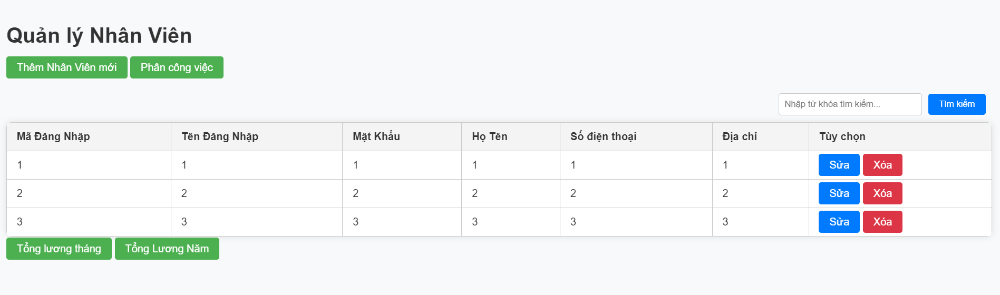 Quản lý Nhân Viên
Thêm Nhân Viên mới Phân công việc
Nhập từ khóa tìm kiếm... Tìm kiếm
Mã Đăng Nhập Tên Đăng Nhập Mật Khẩu Họ Tên Số điện thoại Địa chỉ Tùy chọn
1 1 1 1 1 1 Sửa Xóa
2 2 2 2 2 2 Sửa Xóa
3 3 3 3 3 3 Sửa Xóa
Tổng lương tháng Tổng Lương Năm